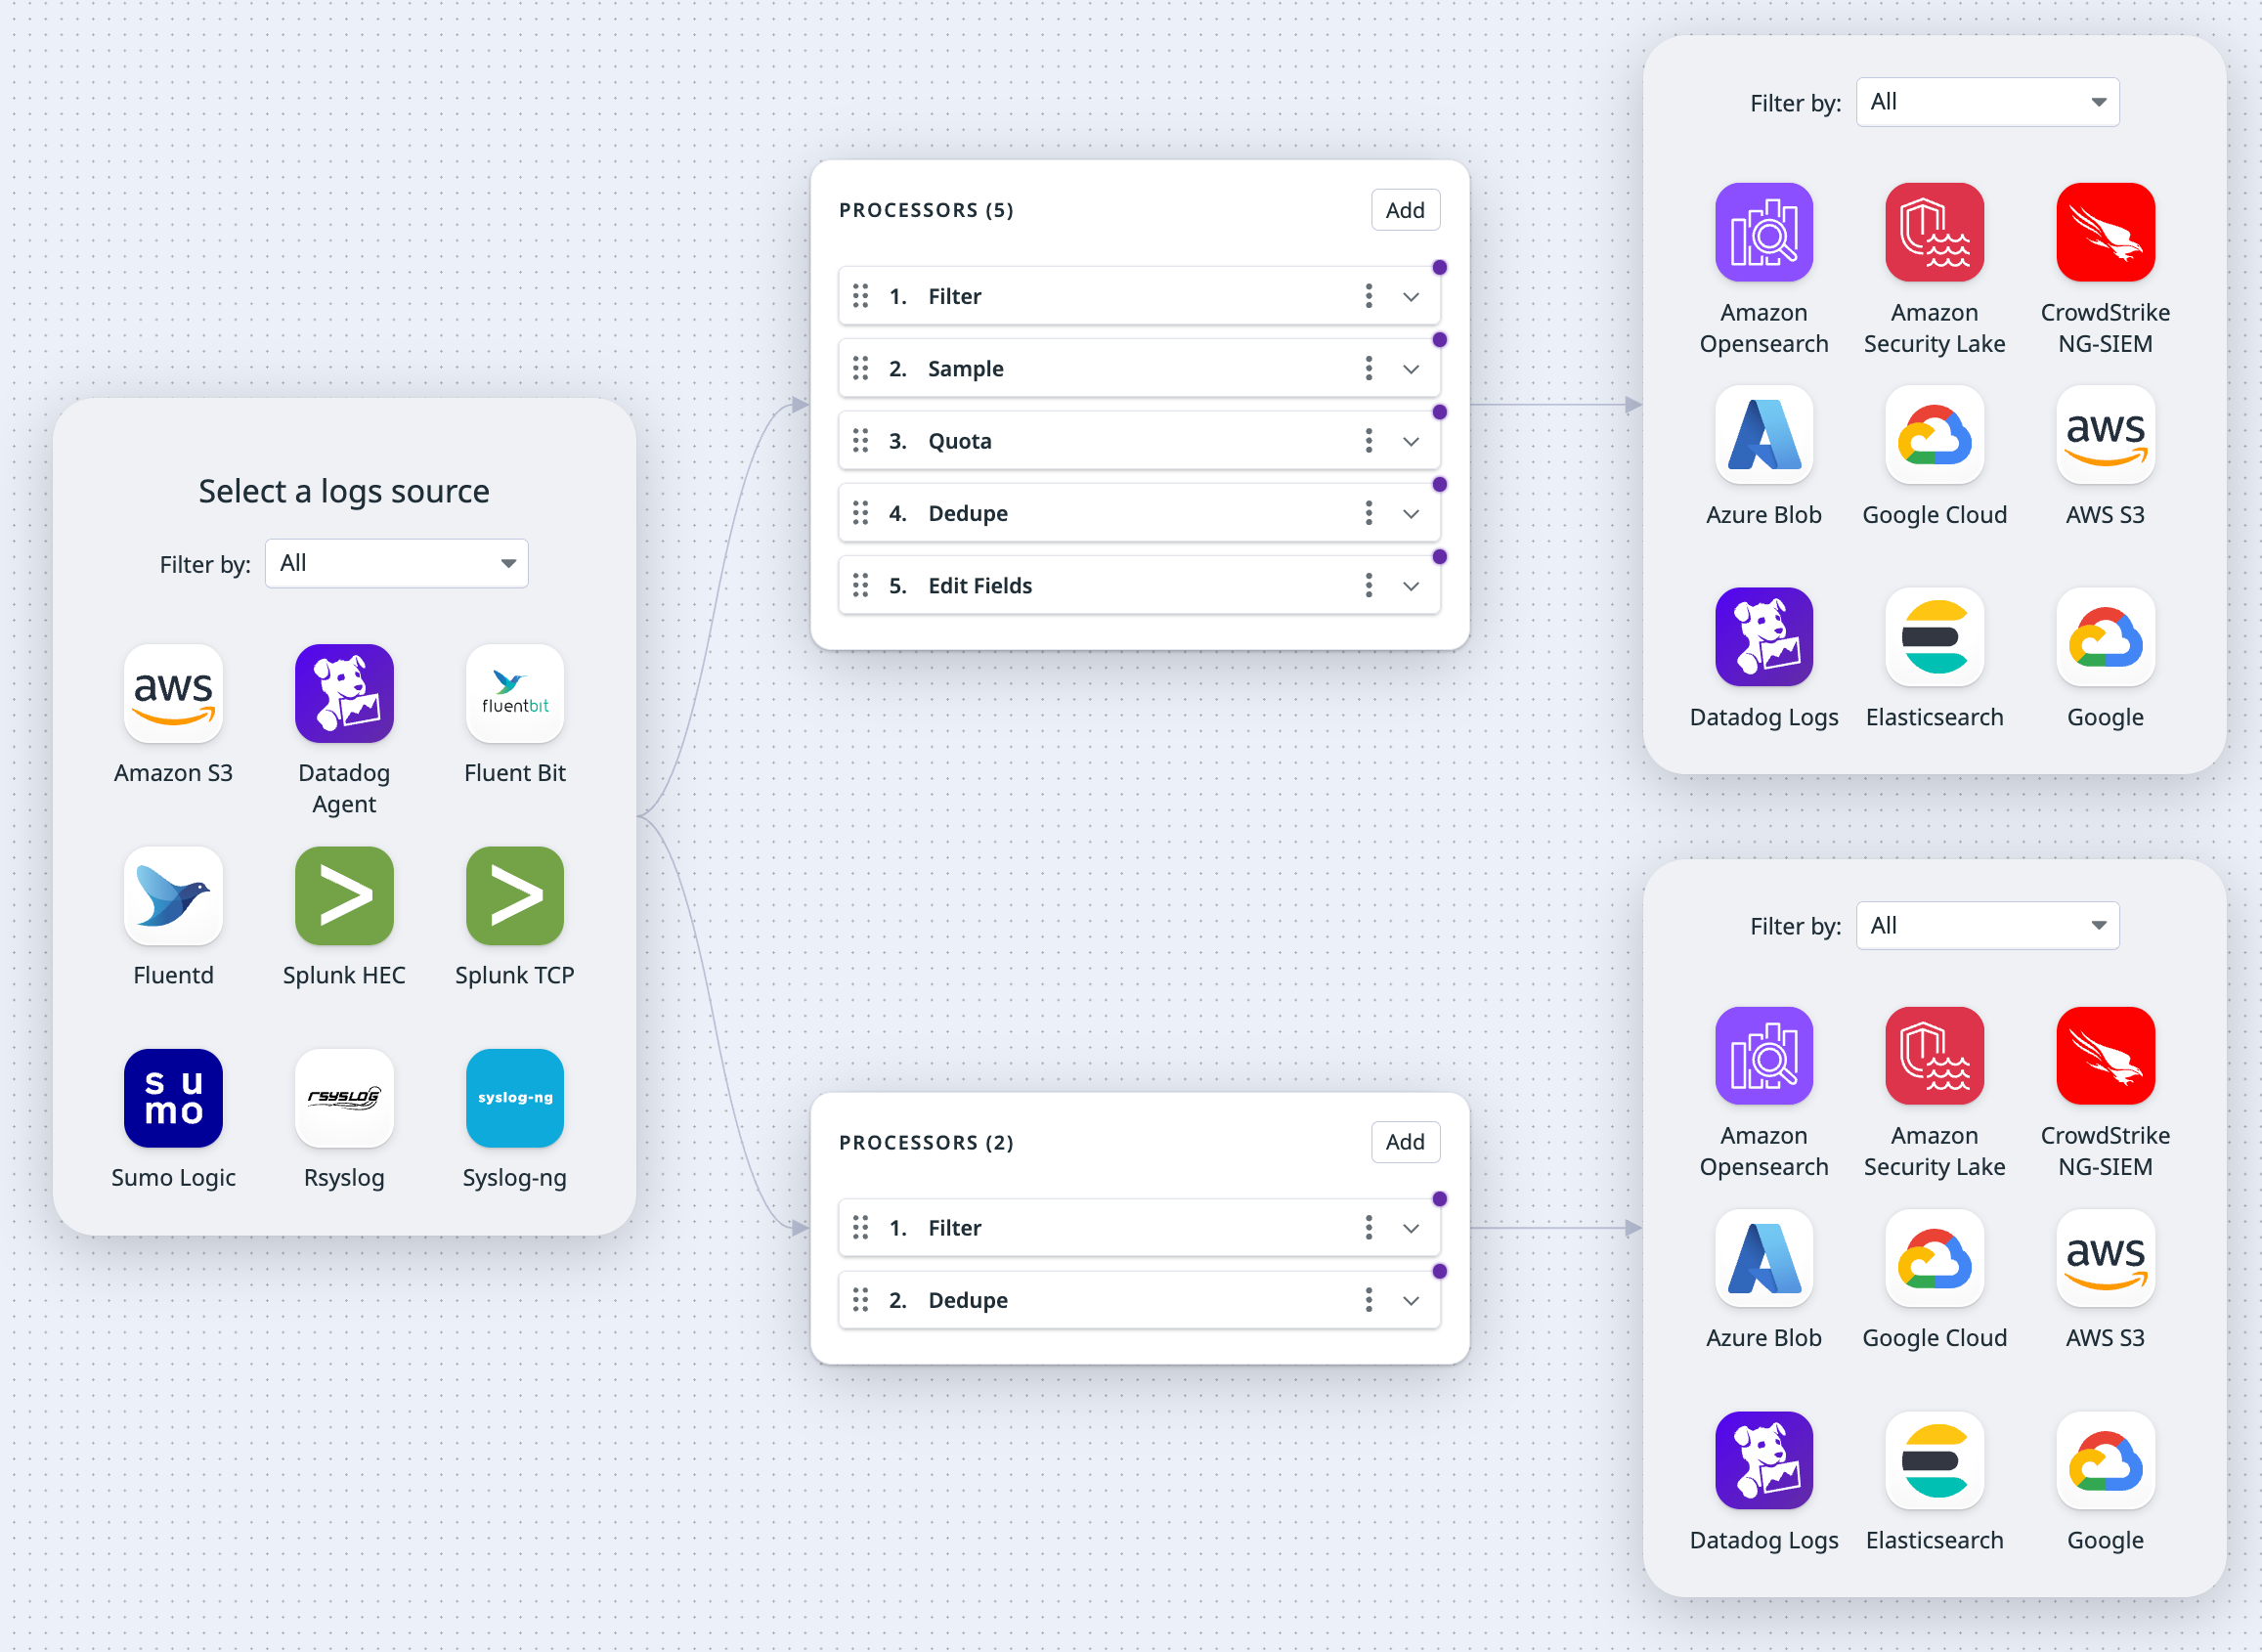 Select a logs source
Filter by: All
aws
fluentbit
Amazon S3
Datadog
Agent
Fluent Bit
>
>
Fluentd
Splunk HEC
Splunk TCP
su
mo
RSYSLOG
syslog-ng
Sumo Logic
Rsyslog
Syslog-ng
PROCESSORS (5)
Add
1. Filter
2. Sample
3. Quota
4. Dedupe
5. Edit Fields
PROCESSORS (2)
Add
1. Filter
2. Dedupe
Filter by: All
Amazon
Opensearch
Amazon
Security Lake
CrowdStrike
NG-SIEM
aws
Azure Blob
Google Cloud
AWS S3
Datadog Logs
Elasticsearch
Google
Filter by: All
Amazon
Opensearch
Amazon
Security Lake
CrowdStrike
NG-SIEM
aws
Azure Blob
Google Cloud
AWS S3
Datadog Logs
Elasticsearch
Google